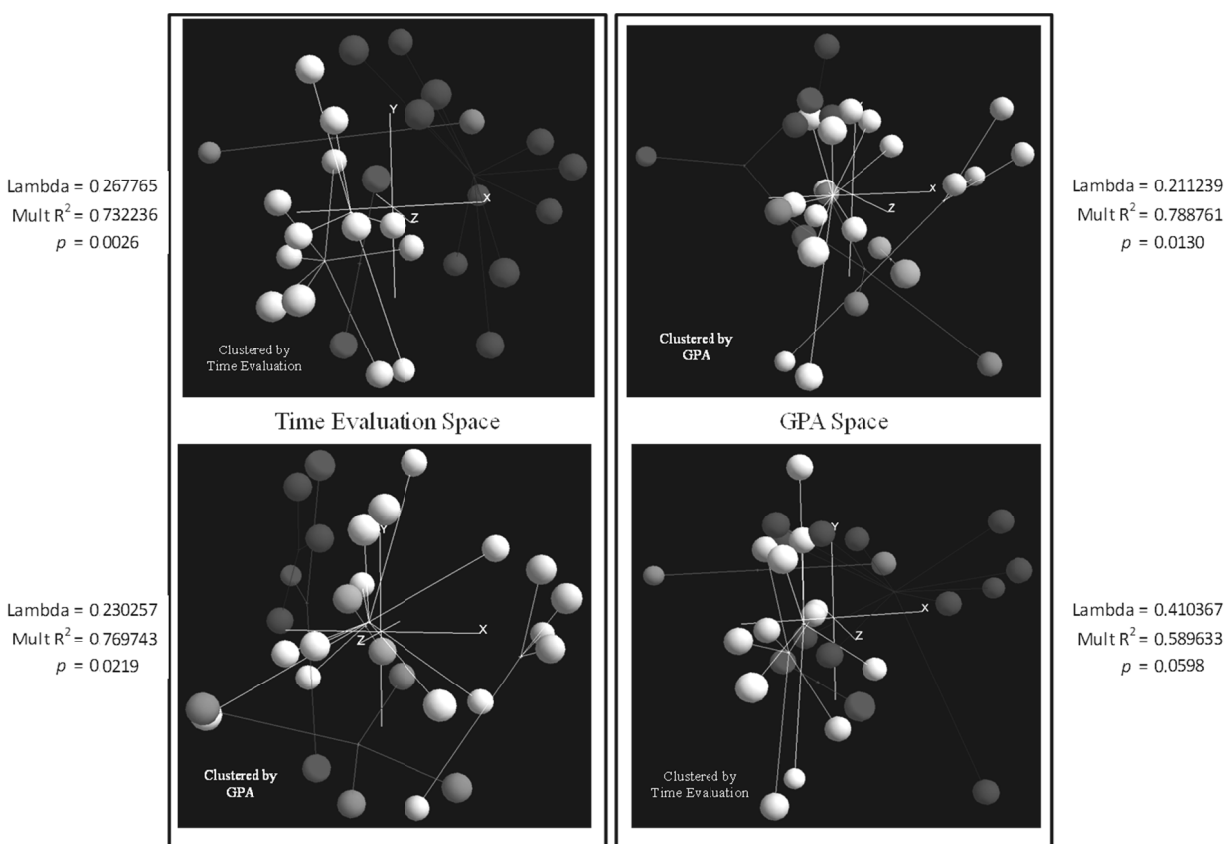 Lambda = 0 267765
Mult R² = 0 732236
p = 0 0026
Y
X
Z
Clustered by
Time Evaluation
Time Evaluation Space
Y
X
Z
Clustered by
GPA
GPA Space
Lambda = 0.211239
Mult R² = 0.788761
p = 0.0130
Lambda = 0 230257
Mult R² = 0 769743
p = 0 0219
Y
X
Z
Clustered by
GPA
Y
X
Z
Clustered by
Time Evaluation
Lambda = 0.410367
Mult R² = 0.589633
p = 0.0598